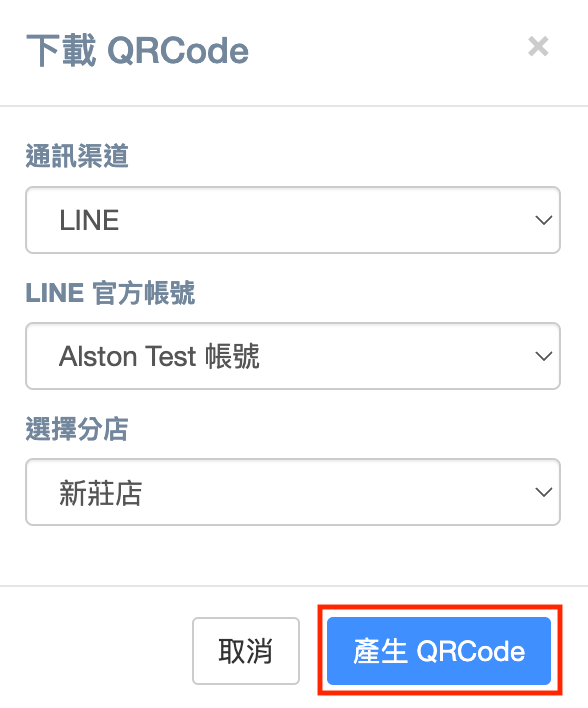 下載 QRCode
×
通訊渠道
LINE
LINE 官方帳號
Alston Test 帳號
選擇分店
新莊店
取消
產生 QRCode